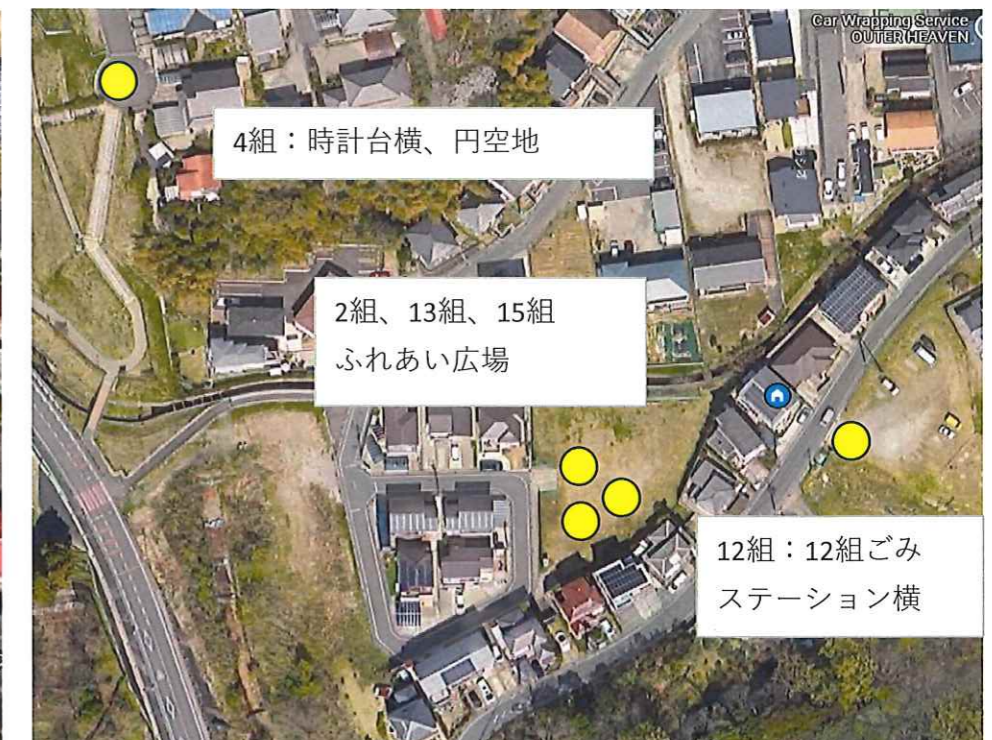 Car Wrapping Service
OUTER HEAVEN
4組：時計台横、円空地
2組、13組、15組
ふれあい広場
12組：12組ごみ
ステーション横